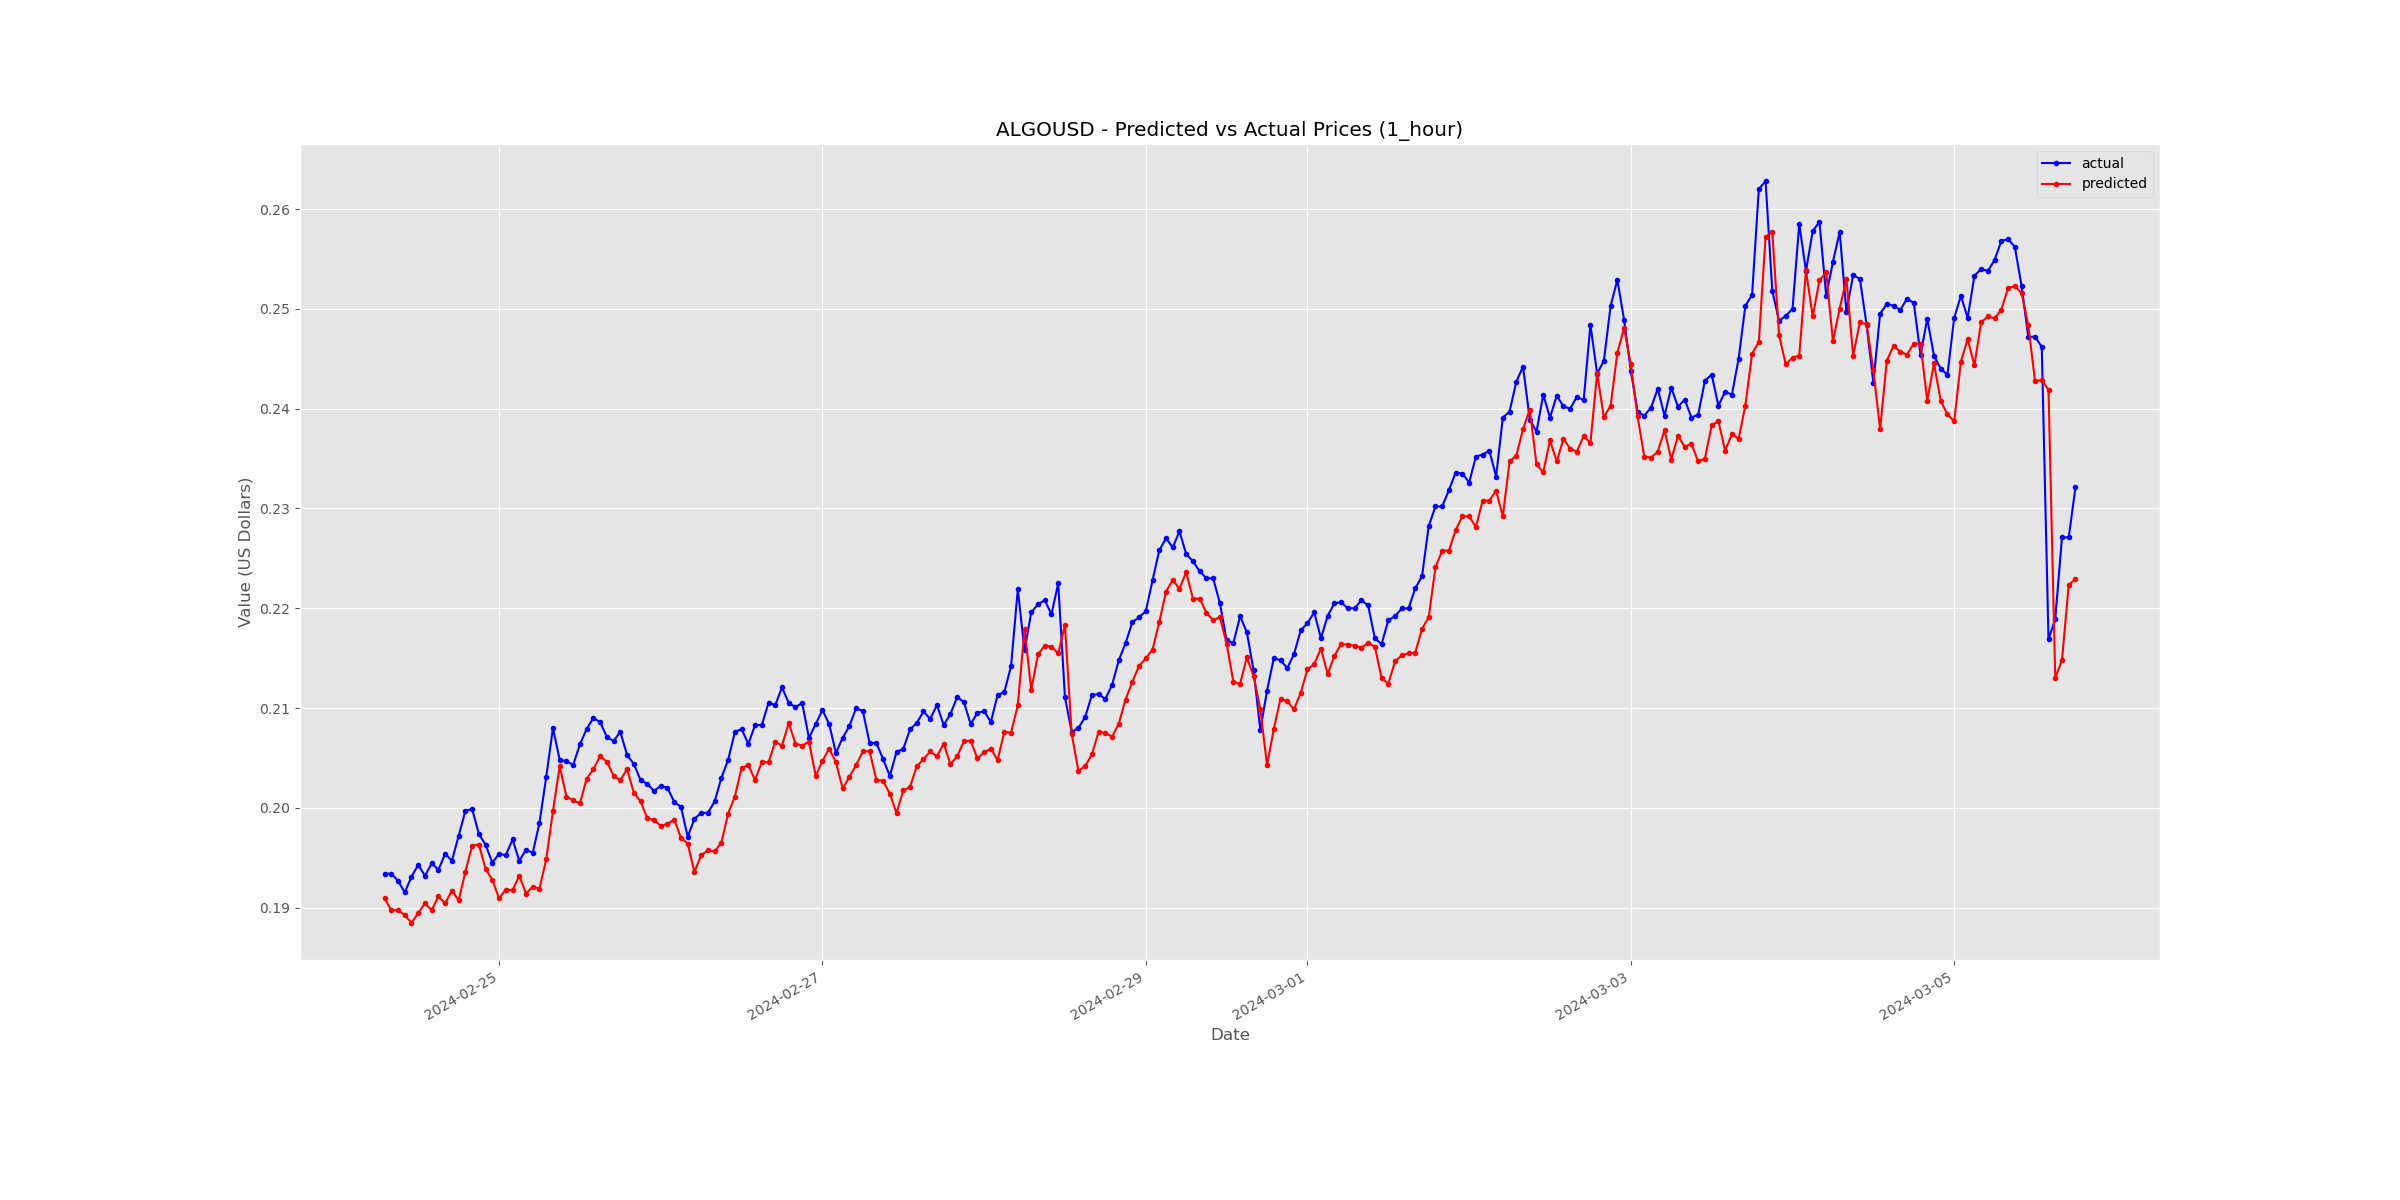 ALGOUSD - Predicted vs Actual Prices (1_hour)
actual
predicted
Value (US Dollars)
0.26
0.25
0.24
0.23
0.22
0.21
0.20
0.19
2024-02-25
2024-02-27
2024-02-29
2024-03-01
2024-03-03
2024-03-05
Date